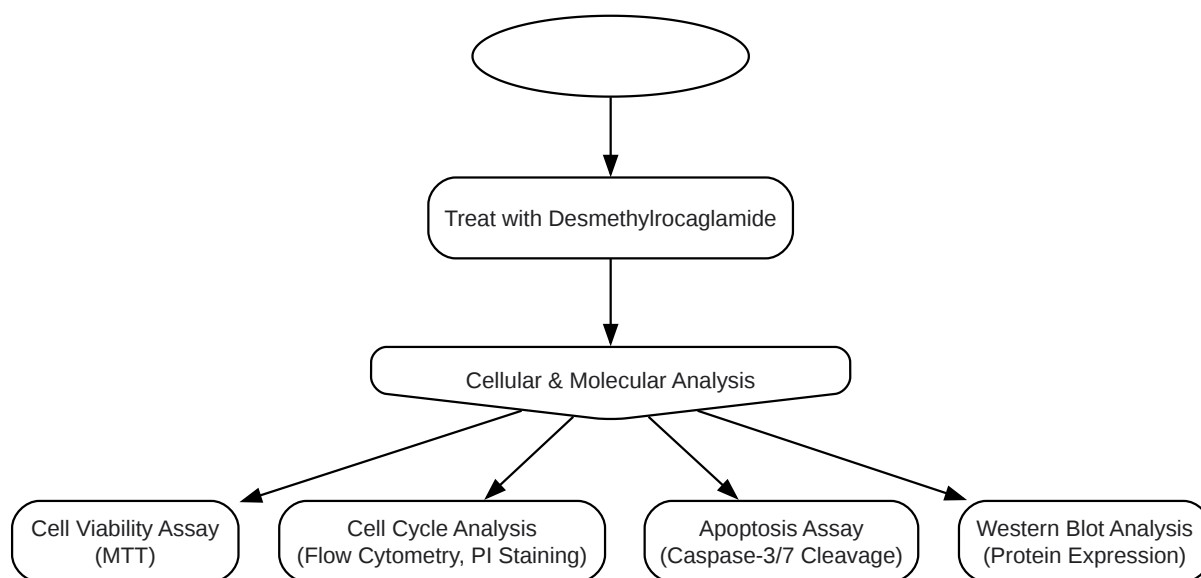 Treat with Desmethylrocaglamide
Cellular & Molecular Analysis
Cell Viability Assay
(MTT)
Cell Cycle Analysis
(Flow Cytometry, PI Staining)
Apoptosis Assay
(Caspase-3/7 Cleavage)
Western Blot Analysis
(Protein Expression)